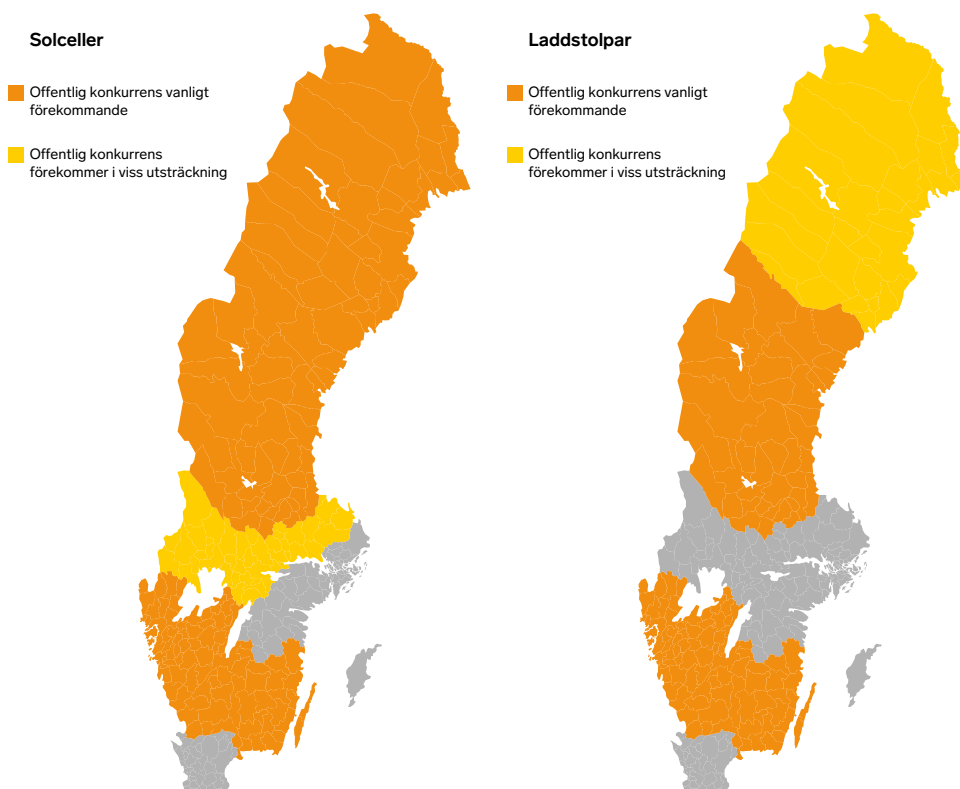 Solceller
Offentlig konkurrens vanligt
förekommande
Offentlig konkurrens
förekommer i viss utsträckning
Laddstolpar
Offentlig konkurrens vanligt
förekommande
Offentlig konkurrens
förekommer i viss utsträckning